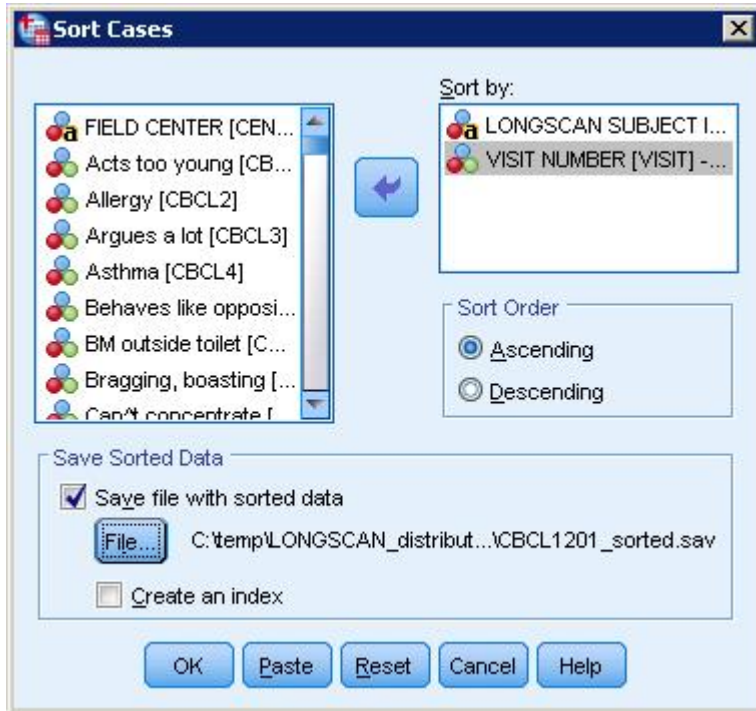 Sort Cases
FIELD CENTER [CEN...
Acts too young [CB...
Allergy [CBCL2]
Argues a lot [CBCL3]
Asthma [CBCL4]
Behaves like opposi...
BM outside toilet [C...
Bragging, boasting [...
Can't concentrate [
Sort by:
LONGSCAN SUBJECT I...
VISIT NUMBER [VISIT] -...
Sort Order
Ascending
Descending
Save Sorted Data
Save file with sorted data
File... C:\temp\LONGSCAN_distribut...\CBCL1201_sorted.sav
Create an index
OK Paste Reset Cancel Help